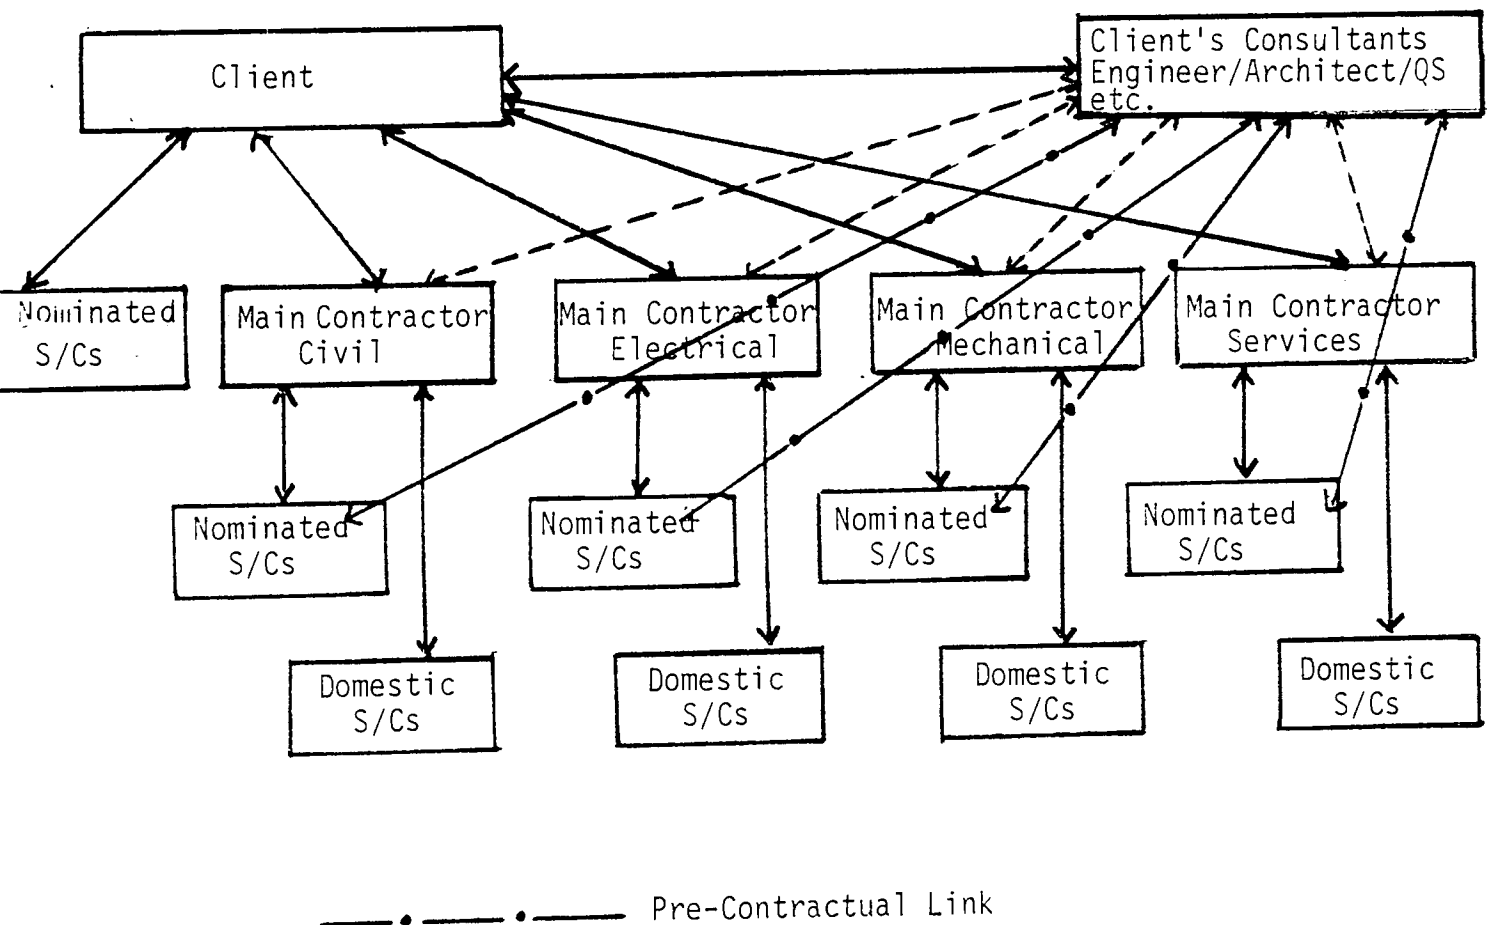 Client
Client's Consultants
Engineer/Architect/QS
etc.
Nominated
S/Cs
Main Contractor
Civil
Main Contractor
Electrical
Main Contractor
Mechanical
Main Contractor
Services
Nominated
S/Cs
Nominated
S/Cs
Nominated
S/Cs
Nominated
S/Cs
Domestic
S/Cs
Domestic
S/Cs
Domestic
S/Cs
Domestic
S/Cs
Pre-Contractual Link